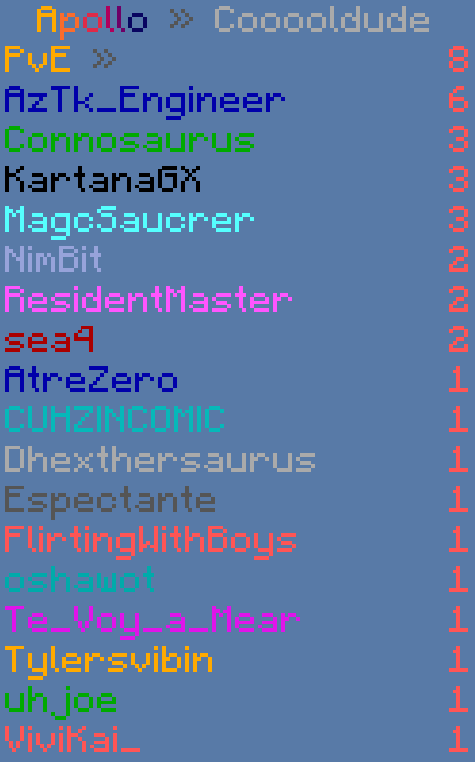 Apollo » Cooooldude
PvE » 8
AzTk_Engineer 6
Connosaurus 3
KartanaGX 3
MagcSaucrer 3
NimBit 2
ResidentMaster 2
sea9 2
AtreZero 1
CUHZINCOMIC 1
Dhexthersaurus 1
Espectante 1
FlirtingWithBoys 1
oshawot 1
Te_Voy_a_Mear 1
Tylersvibin 1
uhjoe 1
ViviKai_ 1